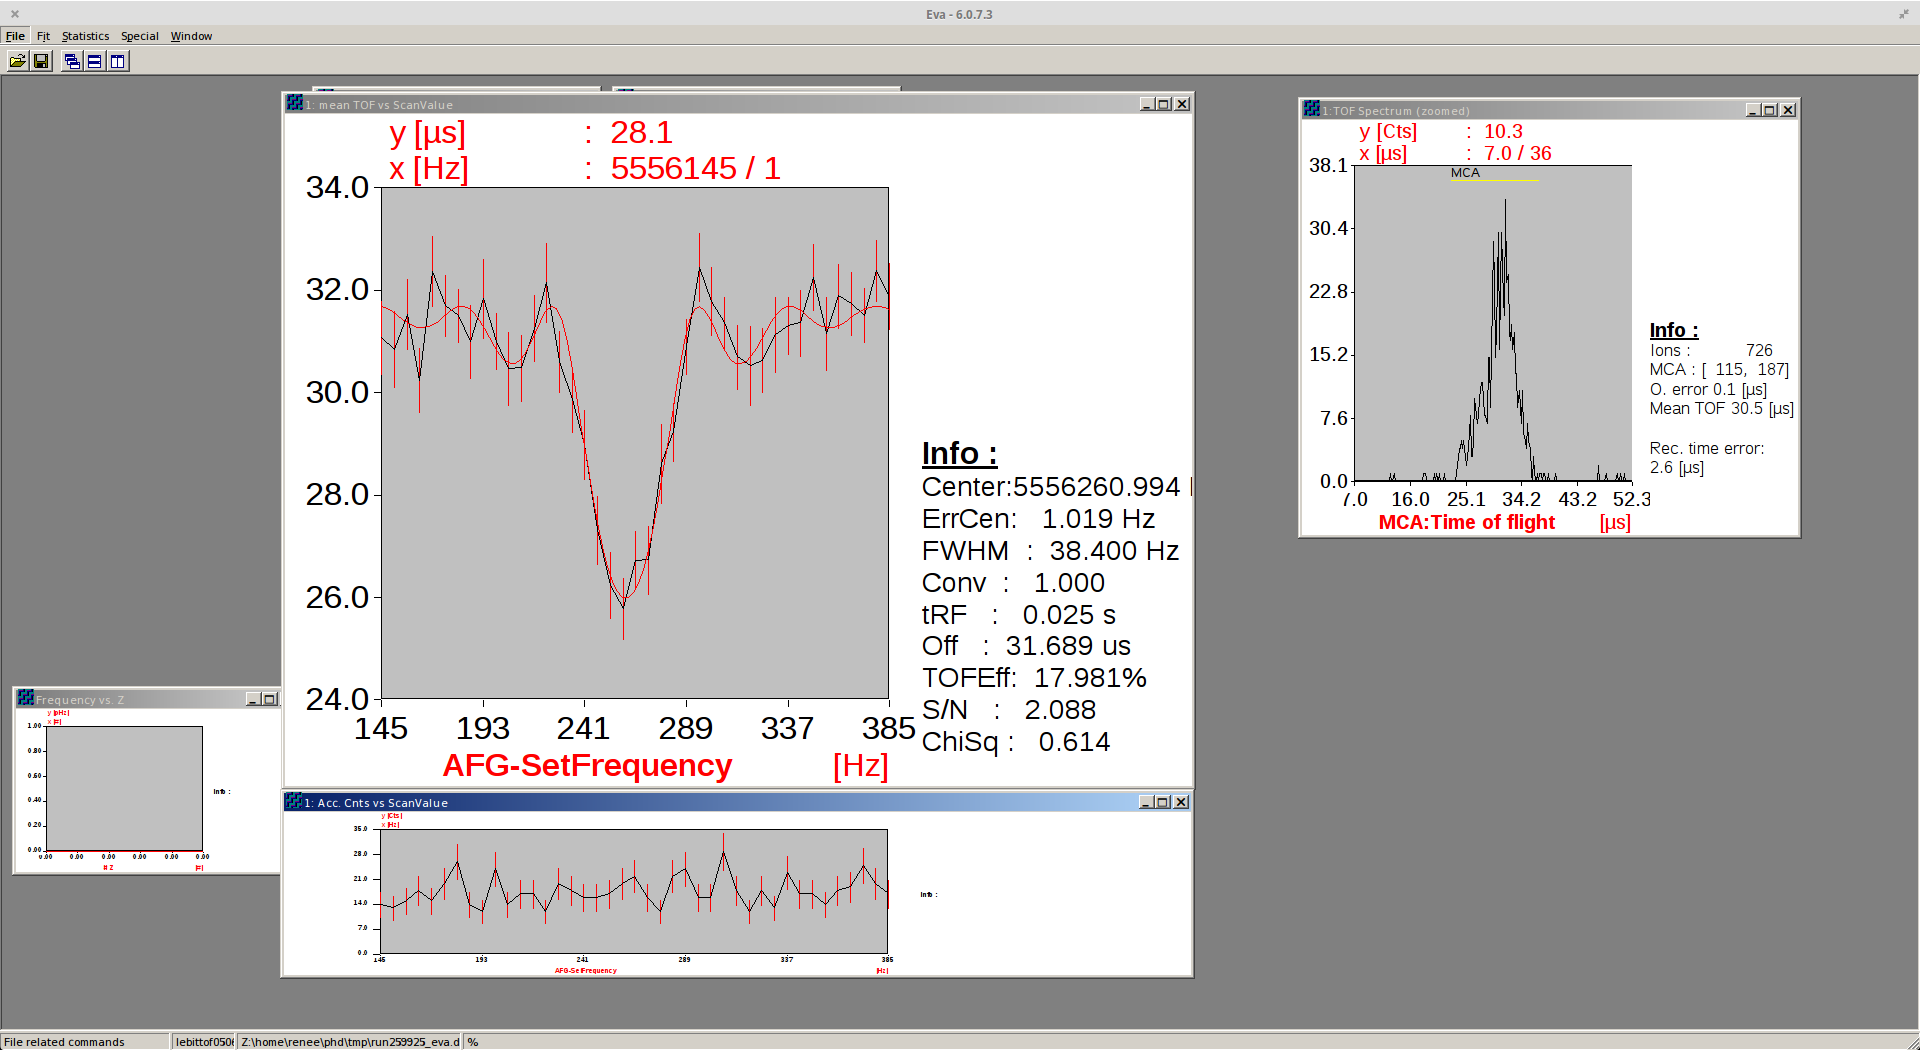 Eva - 6.0.7.3
File Fit Statistics Special Window
1: mean TOF vs ScanValue
y [µs] : 28.1
x [Hz] : 5556145 / 1
34.0
32.0
30.0
28.0
26.0
24.0
145 193 241 289 337 385
AFG-SetFrequency [Hz]
Info :
Center:5556260.994
ErrCen: 1.019 Hz
FWHM : 38.400 Hz
Conv : 1.000
tRF : 0.025 s
Off : 31.689 us
TOFEff: 17.981%
S/N : 2.088
ChiSq : 0.614
1:TOF Spectrum (zoomed)
y [Cts] : 10.3
x [µs] : 7.0 / 36
MCA
38.1
30.4
22.8
15.2
7.6
0.0
7.0 16.0 25.1 34.2 43.2 52.3
MCA:Time of flight [µs]
Info :
Ions : 726
MCA : [ 115, 187]
O. error 0.1 [µs]
Mean TOF 30.5 [µs]
Rec. time error:
2.6 [µs]
Frequency vs. Z
x [#]
1.00
0.80
0.60
0.40
0.20
0.00
0.00 0.00 0.00 0.00 0.00 0.00
# Z [#]
Info :
1: Acc. Cnts vs ScanValue
y [Cts]
x [Hz]
35.0
28.0
21.0
14.0
7.0
0.0
145 193 241 289 337 385
AFG-SetFrequency [Hz]
Info :
File related commands lebittof0506 Z:\home\renee\phd\tmp\run259925_eva.d %